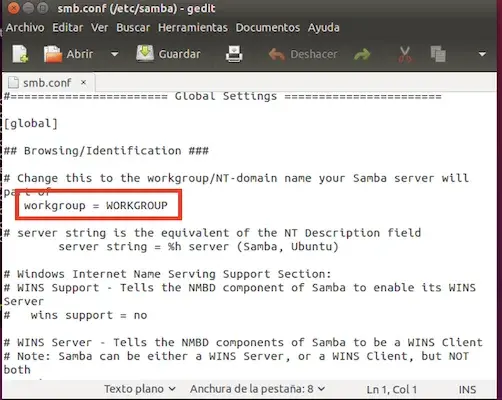 smb.conf (/etc/samba) - gedit
Archivo Editar Ver Buscar Herramientas Documentos Ayuda
Abrir Guardar Deshacer
smb.conf ×
#======================= Global Settings =======================
[global]
## Browsing/Identification ###
# Change this to the workgroup/NT-domain name your Samba server will
part of
workgroup = WORKGROUP
# server string is the equivalent of the NT Description field
server string = %h server (Samba, Ubuntu)
# Windows Internet Name Serving Support Section:
# WINS Support - Tells the NMBD component of Samba to enable its WINS
Server
#   wins support = no
# WINS Server - Tells the NMBD components of Samba to be a WINS Client
# Note: Samba can be either a WINS Server, or a WINS Client, but NOT
both
Texto plano Anchura de la pestaña: 8 Ln 1, Col 1 INS